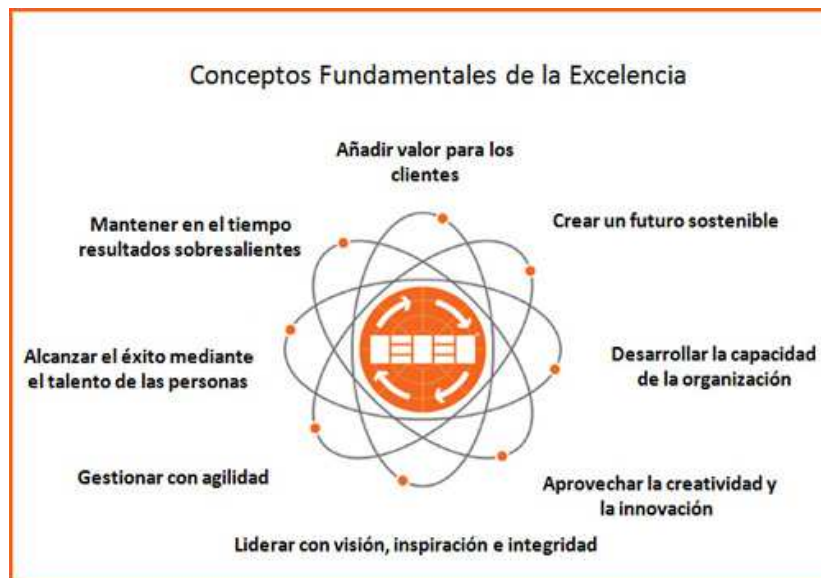 Conceptos Fundamentales de la Excelencia
Añadir valor para los
clientes
Mantener en el tiempo
resultados sobresalientes
Crear un futuro sostenible
Alcanzar el éxito mediante
el talento de las personas
Desarrollar la capacidad
de la organización
Gestionar con agilidad
Aprovechar la creatividad y
la innovación
Liderar con visión, inspiración e integridad